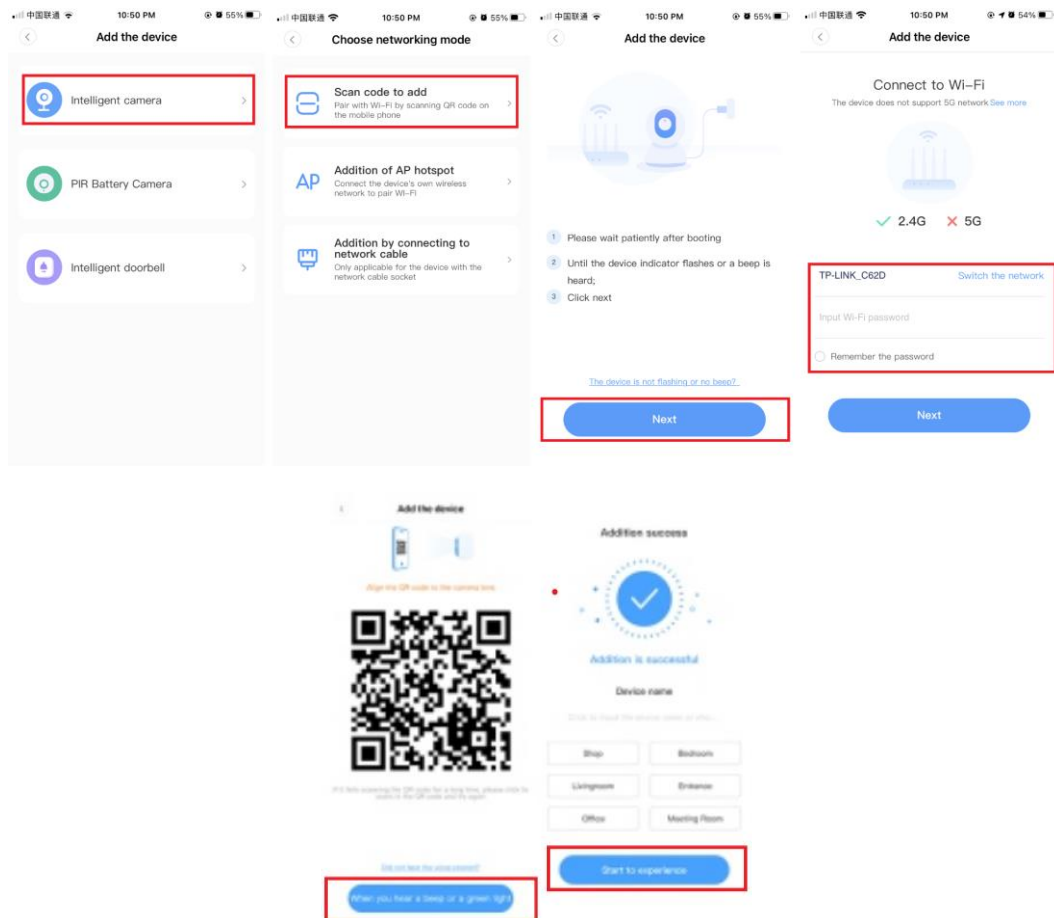 中国联通 10:50 PM 55%
Add the device
Intelligent camera
PIR Battery Camera
Intelligent doorbell
中国联通 10:50 PM 55%
Choose networking mode
Scan code to add
Pair with Wi-Fi by scanning QR code on
the mobile phone
AP
Addition of AP hotspot
Connect the device's own wireless
network to pair Wi-Fi
Addition by connecting to
network cable
Only applicable for the device with the
network cable socket
中国联通 10:50 PM 55%
Add the device
1 Please wait patiently after booting
2 Until the device indicator flashes or a beep is
heard;
3 Click next
The device is not flashing or no beep?
Next
中国联通 10:50 PM 54%
Add the device
Connect to Wi-Fi
The device does not support 5G network See more
2.4G 5G
TP-LINK_C62D Switch the network
Input Wi-Fi password
Remember the password
Next
Add the device
Align the QR code to the camera lens
When you hear a beep or a green light
Addition success
Addition is successful
Device name
Shop Bedroom
Livingroom Entrance
Office Meeting Room
Start to experience